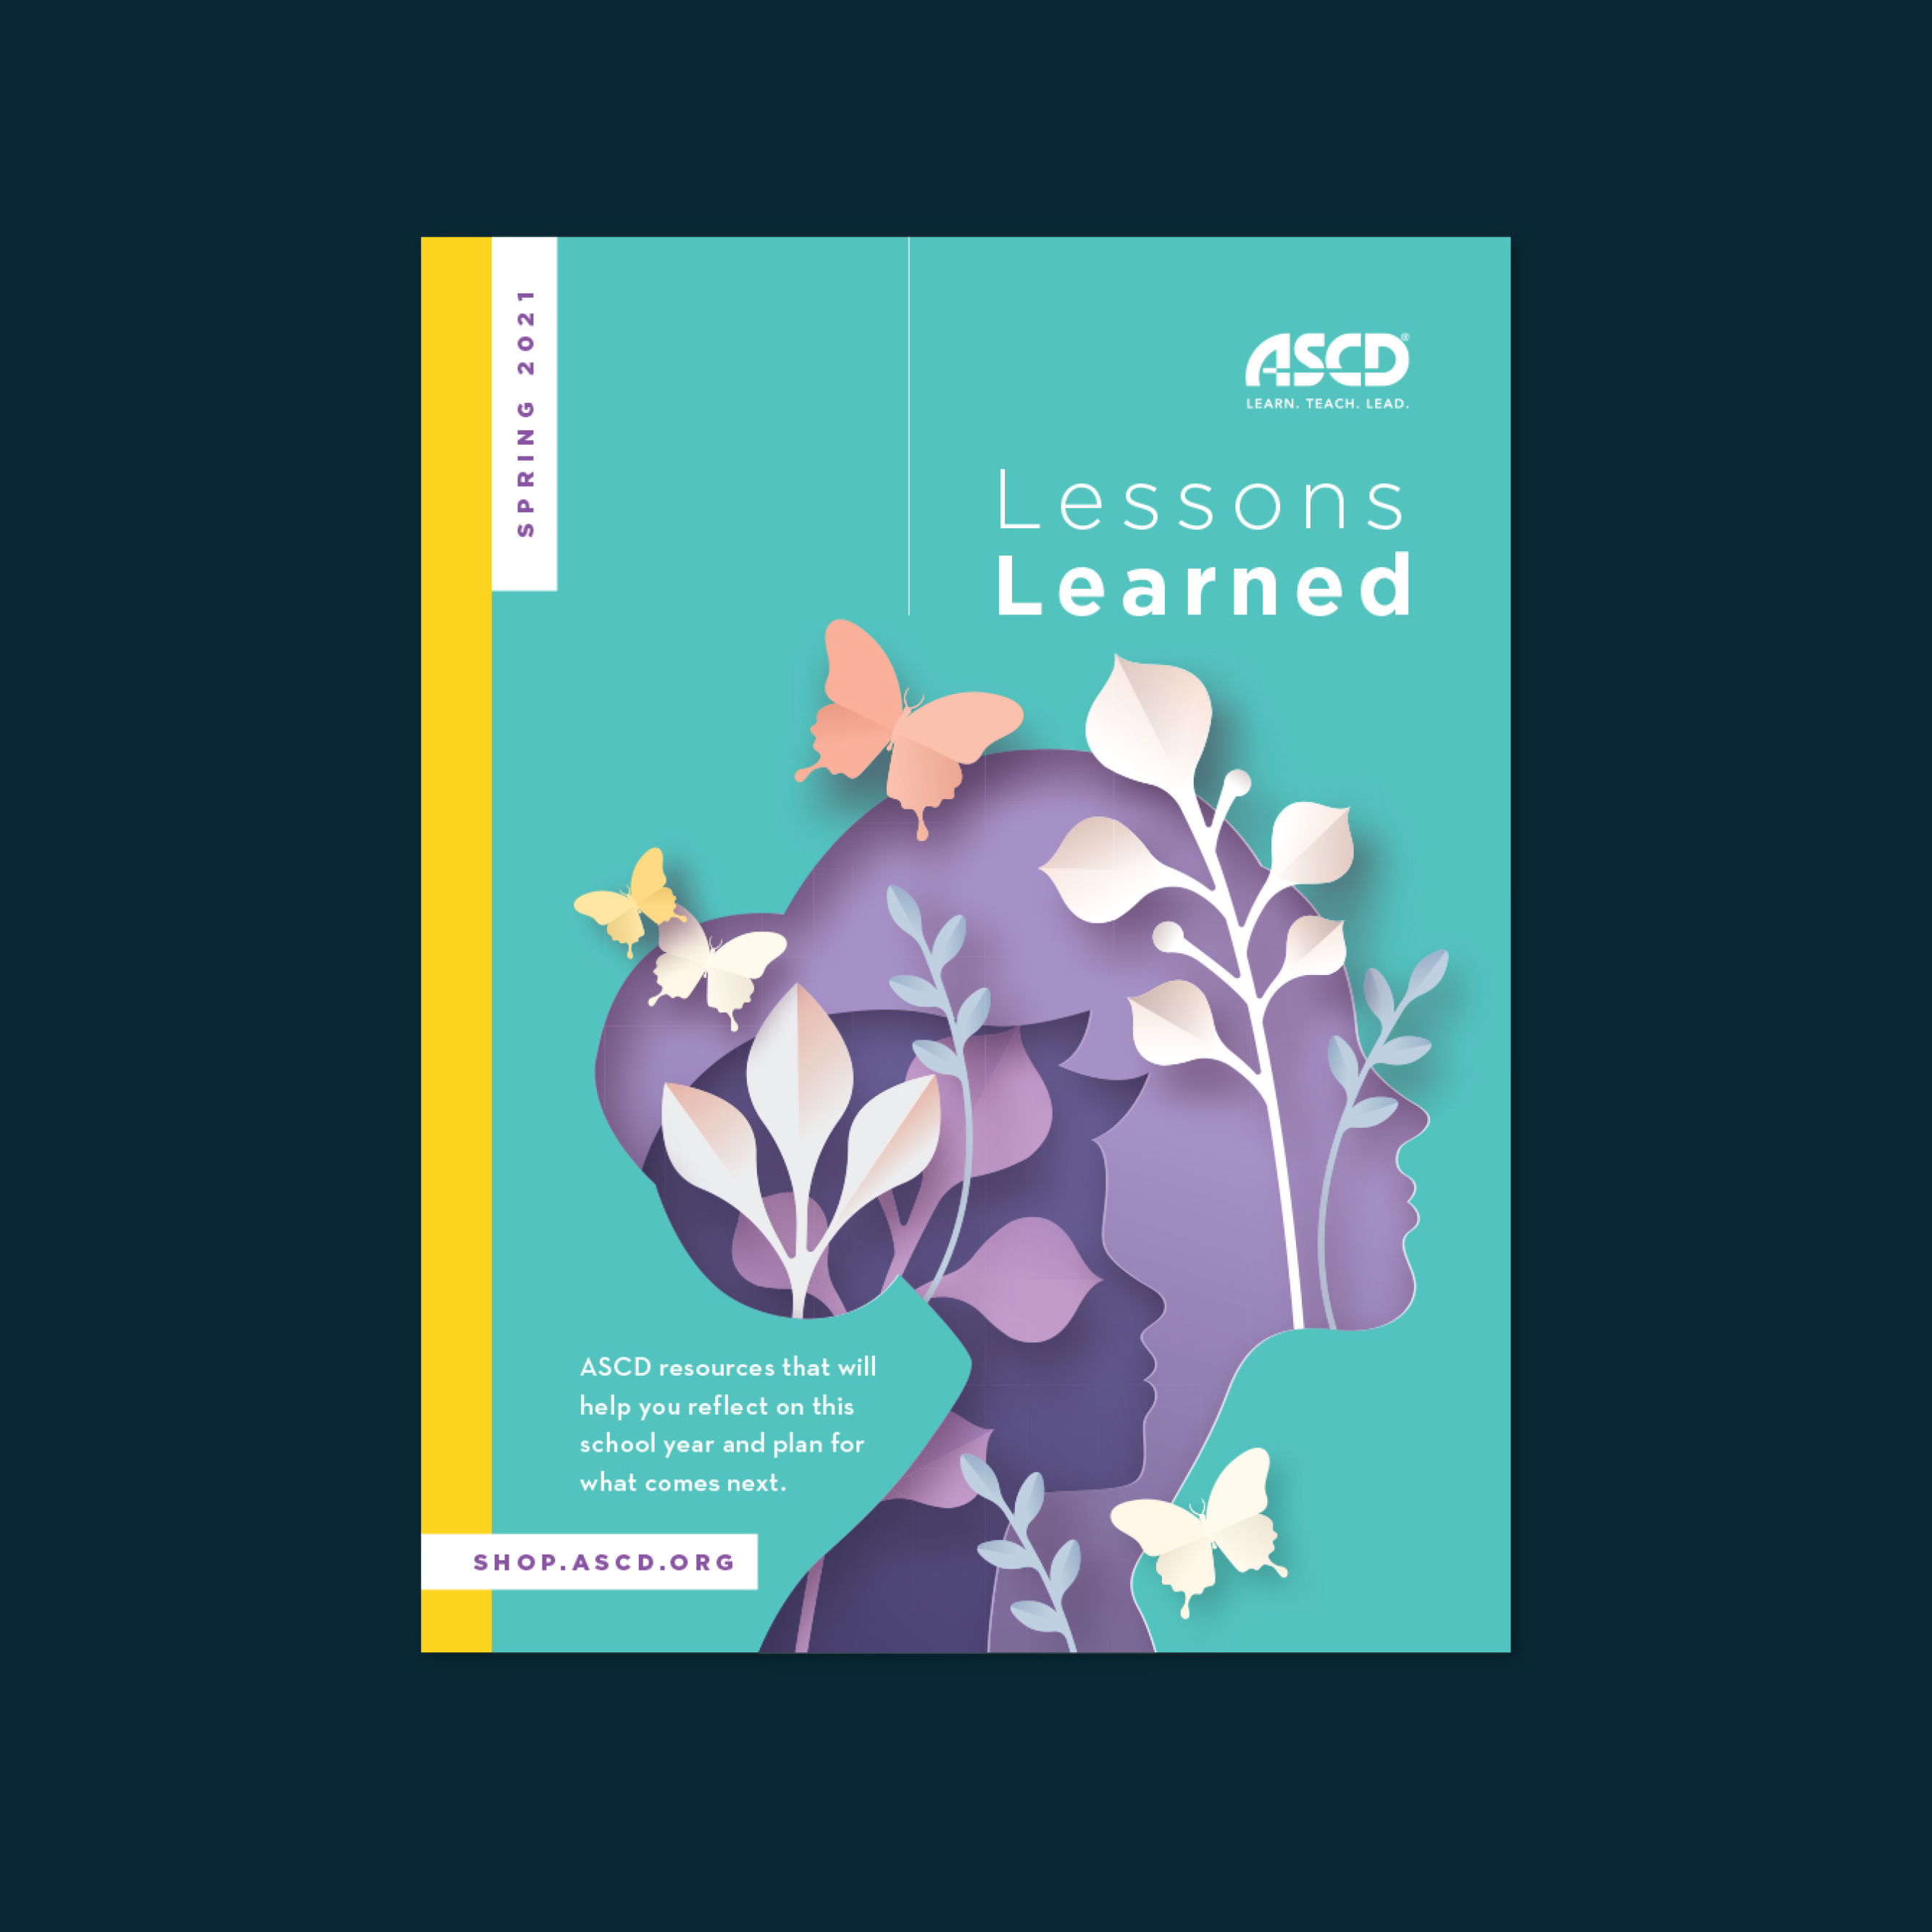 SPRING 2021
ASCD®
LEARN. TEACH. LEAD.
Lessons
Learned
ASCD resources that will
help you reflect on this
school year and plan for
what comes next.
SHOP.ASCD.ORG